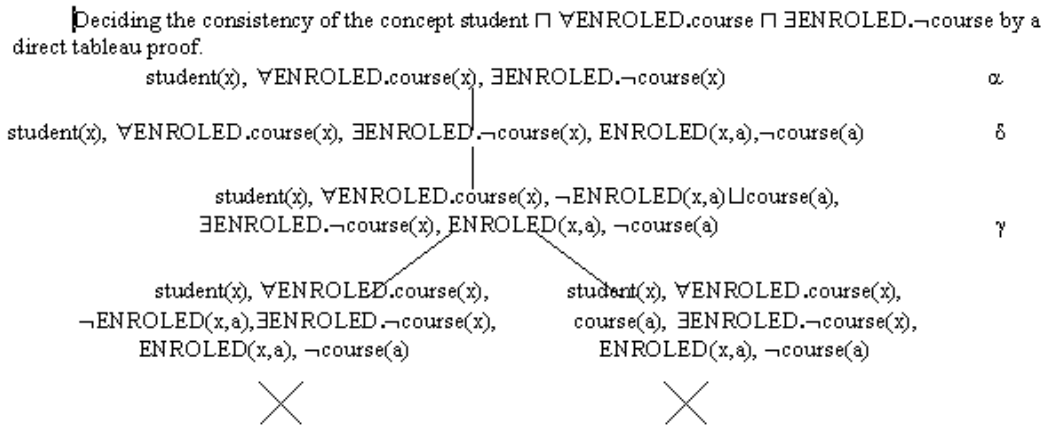 Deciding the consistency of the concept student ⊓ ∀ENROLED.course ⊓ ∃ENROLED.¬course by a
direct tableau proof.
student(x), ∀ENROLED.course(x), ∃ENROLED.¬course(x) α
student(x), ∀ENROLED.course(x), ∃ENROLED.¬course(x), ENROLED(x,a),¬course(a) δ
student(x), ∀ENROLED.course(x), ¬ENROLED(x,a)⊔course(a),
∃ENROLED.¬course(x), ENROLED(x,a), ¬course(a) γ
student(x), ∀ENROLED.course(x),
¬ENROLED(x,a),∃ENROLED.¬course(x),
ENROLED(x,a), ¬course(a)
student(x), ∀ENROLED.course(x),
course(a), ∃ENROLED.¬course(x),
ENROLED(x,a), ¬course(a)